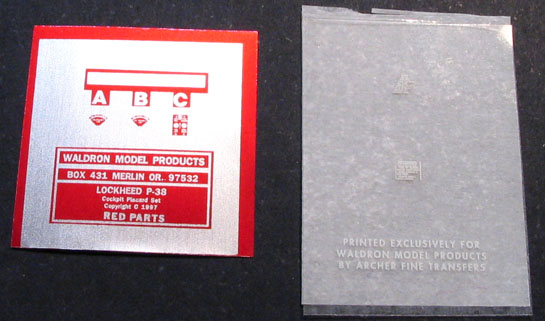 A B C
WALDRON MODEL PRODUCTS
BOX 431 MERLIN OR. 97532
LOCKHEED P-38
Cockpit Placard Set
Copyright C 1997
RED PARTS
PRINTED EXCLUSIVELY FOR
WALDRON MODEL PRODUCTS
BY ARCHER FINE TRANSFERS